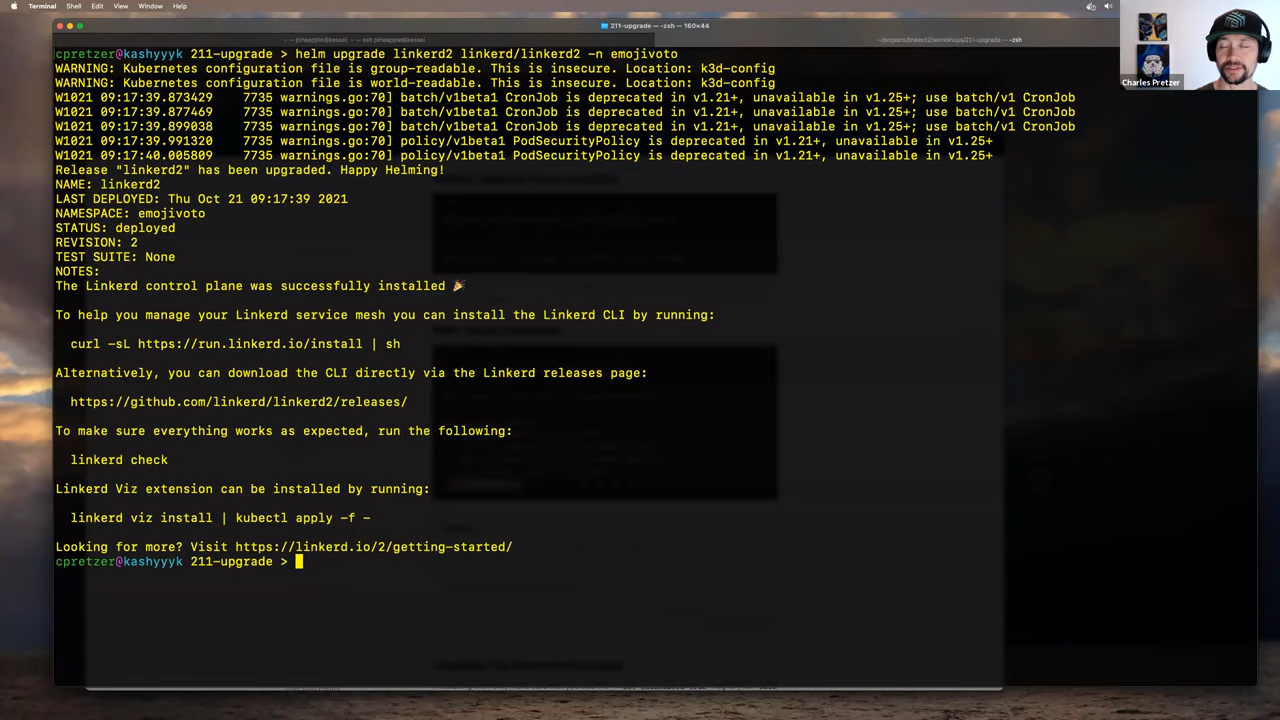 Terminal Shell Edit View Window Help
211-upgrade — -zsh — 160×44
~ — pineapple@kessel: ~ — ssh pineapple@kessel
~/projects/linkerd2/workshops/211-upgrade — -zsh
cpretzer@kashyyyk 211-upgrade > helm upgrade linkerd2 linkerd/linkerd2 -n emojivoto
WARNING: Kubernetes configuration file is group-readable. This is insecure. Location: k3d-config
WARNING: Kubernetes configuration file is world-readable. This is insecure. Location: k3d-config
W1021 09:17:39.873429    7735 warnings.go:70] batch/v1beta1 CronJob is deprecated in v1.21+, unavailable in v1.25+; use batch/v1 CronJob
W1021 09:17:39.877469    7735 warnings.go:70] batch/v1beta1 CronJob is deprecated in v1.21+, unavailable in v1.25+; use batch/v1 CronJob
W1021 09:17:39.899038    7735 warnings.go:70] batch/v1beta1 CronJob is deprecated in v1.21+, unavailable in v1.25+; use batch/v1 CronJob
W1021 09:17:39.991320    7735 warnings.go:70] policy/v1beta1 PodSecurityPolicy is deprecated in v1.21+, unavailable in v1.25+
W1021 09:17:40.005809    7735 warnings.go:70] policy/v1beta1 PodSecurityPolicy is deprecated in v1.21+, unavailable in v1.25+
Release "linkerd2" has been upgraded. Happy Helming!
NAME: linkerd2
LAST DEPLOYED: Thu Oct 21 09:17:39 2021
NAMESPACE: emojivoto
STATUS: deployed
REVISION: 2
TEST SUITE: None
NOTES:
The Linkerd control plane was successfully installed 🎉
To help you manage your Linkerd service mesh you can install the Linkerd CLI by running:
curl -sL https://run.linkerd.io/install | sh
Alternatively, you can download the CLI directly via the Linkerd releases page:
https://github.com/linkerd/linkerd2/releases/
To make sure everything works as expected, run the following:
linkerd check
Linkerd Viz extension can be installed by running:
linkerd viz install | kubectl apply -f -
Looking for more? Visit https://linkerd.io/2/getting-started/
cpretzer@kashyyyk 211-upgrade >
Charles Pretzer